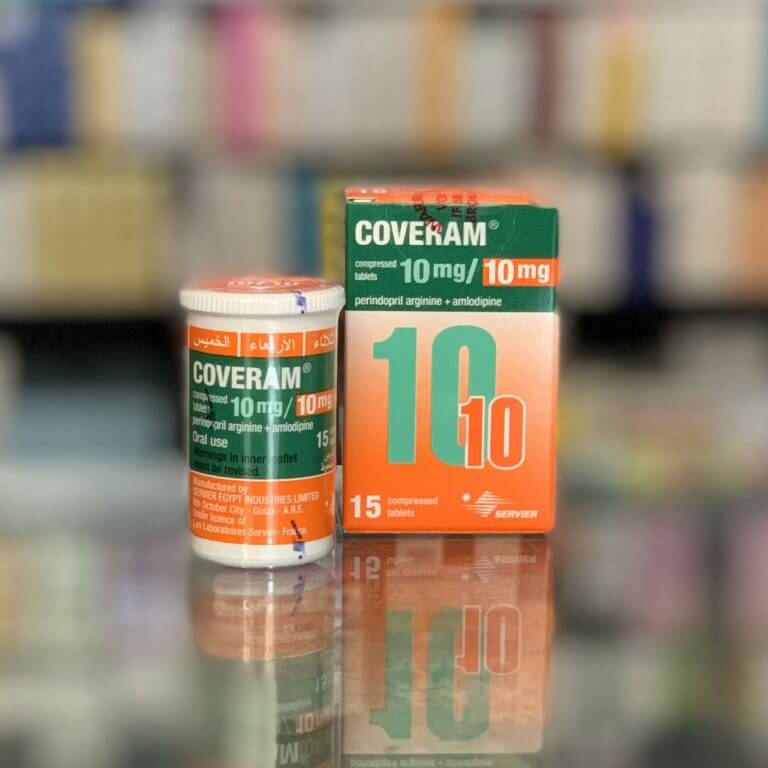 COVERAM®
compressed
tablets
10 mg/ 10 mg
perindopril arginine + amlodipine
10
10
15 compressed
tablets
SERVIER
الخميس
الأربعاء
COVERAM®
compressed
tablets
10 mg/ 10 mg
perindopril arginine + amlodipine
Oral use
15
Warnings in inner leaflet
must be revised.
Manufactured by
SERVIER EGYPT INDUSTRIES LIMITED
6th October City - Guiza - A.R.E.
Under licence of
Les Laboratoires Servier- France